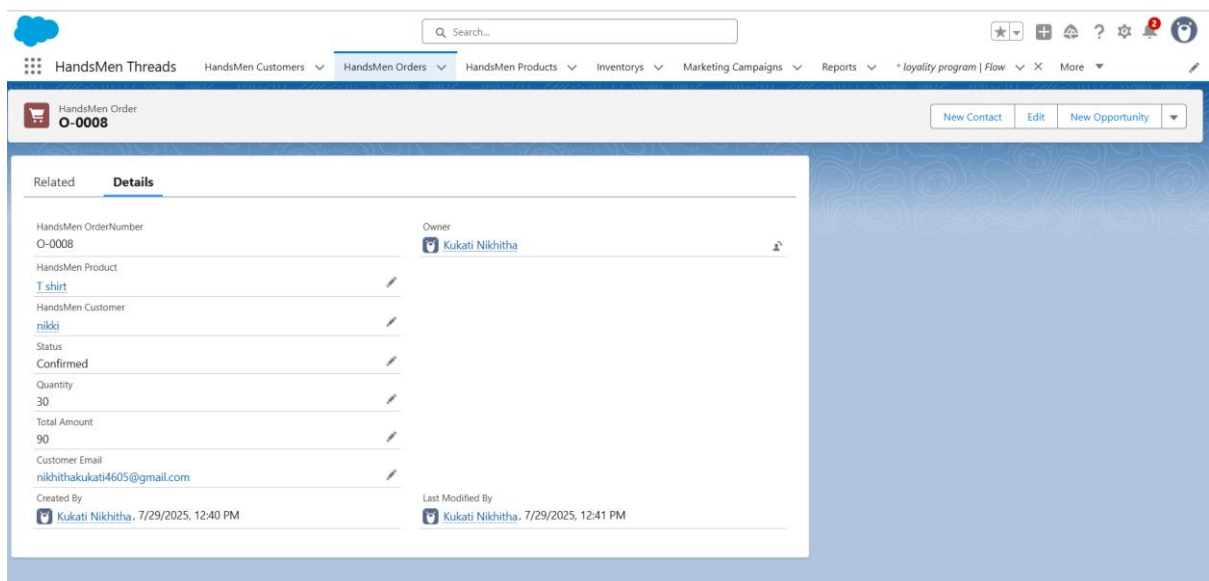 Search...
2
HandsMen Threads HandsMen Customers HandsMen Orders HandsMen Products Inventorys Marketing Campaigns Reports * loyality program | Flow More
HandsMen Order
O-0008
New Contact Edit New Opportunity
Related Details
HandsMen OrderNumber
O-0008
Owner
Kukati Nikhitha
HandsMen Product
T shirt
HandsMen Customer
nikki
Status
Confirmed
Quantity
30
Total Amount
90
Customer Email
nikhithakukati4605@gmail.com
Created By
Kukati Nikhitha, 7/29/2025, 12:40 PM
Last Modified By
Kukati Nikhitha, 7/29/2025, 12:41 PM